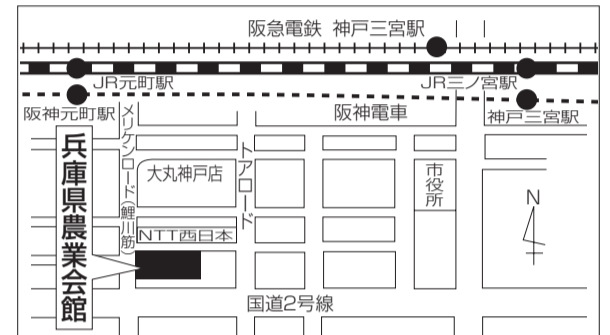 阪急電鉄 神戸三宮駅
JR元町駅
JR三ノ宮駅
阪神元町駅
阪神電車
神戸三宮駅
メリケンロード(鯉川筋)
兵庫県農業会館
大丸神戸店
トアロード
市役所
N
NTT西日本
国道2号線